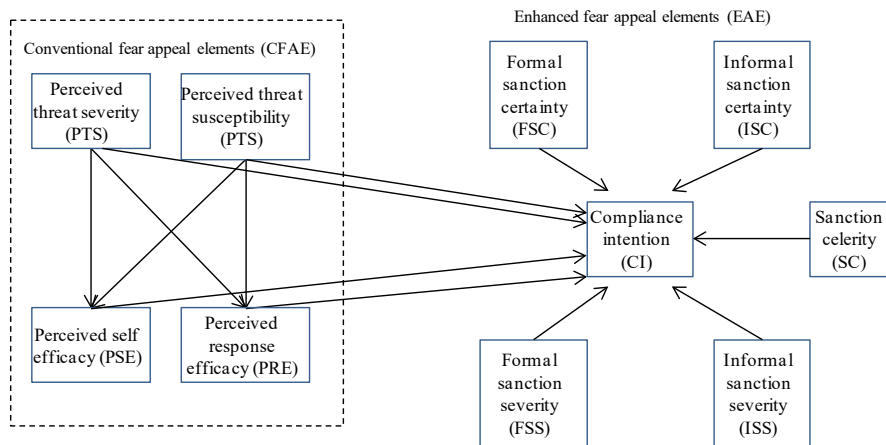 Enhanced fear appeal elements (EAE)
Conventional fear appeal elements (CFAE)
Perceived
threat severity
(PTS)
Perceived threat
susceptibility
(PTS)
Formal
sanction
certainty
(FSC)
Informal
sanction
certainty
(ISC)
Compliance
intention
(CI)
Sanction
celerity
(SC)
Perceived self
efficacy (PSE)
Perceived
response
efficacy (PRE)
Formal
sanction
severity
(FSS)
Informal
sanction
severity
(ISS)